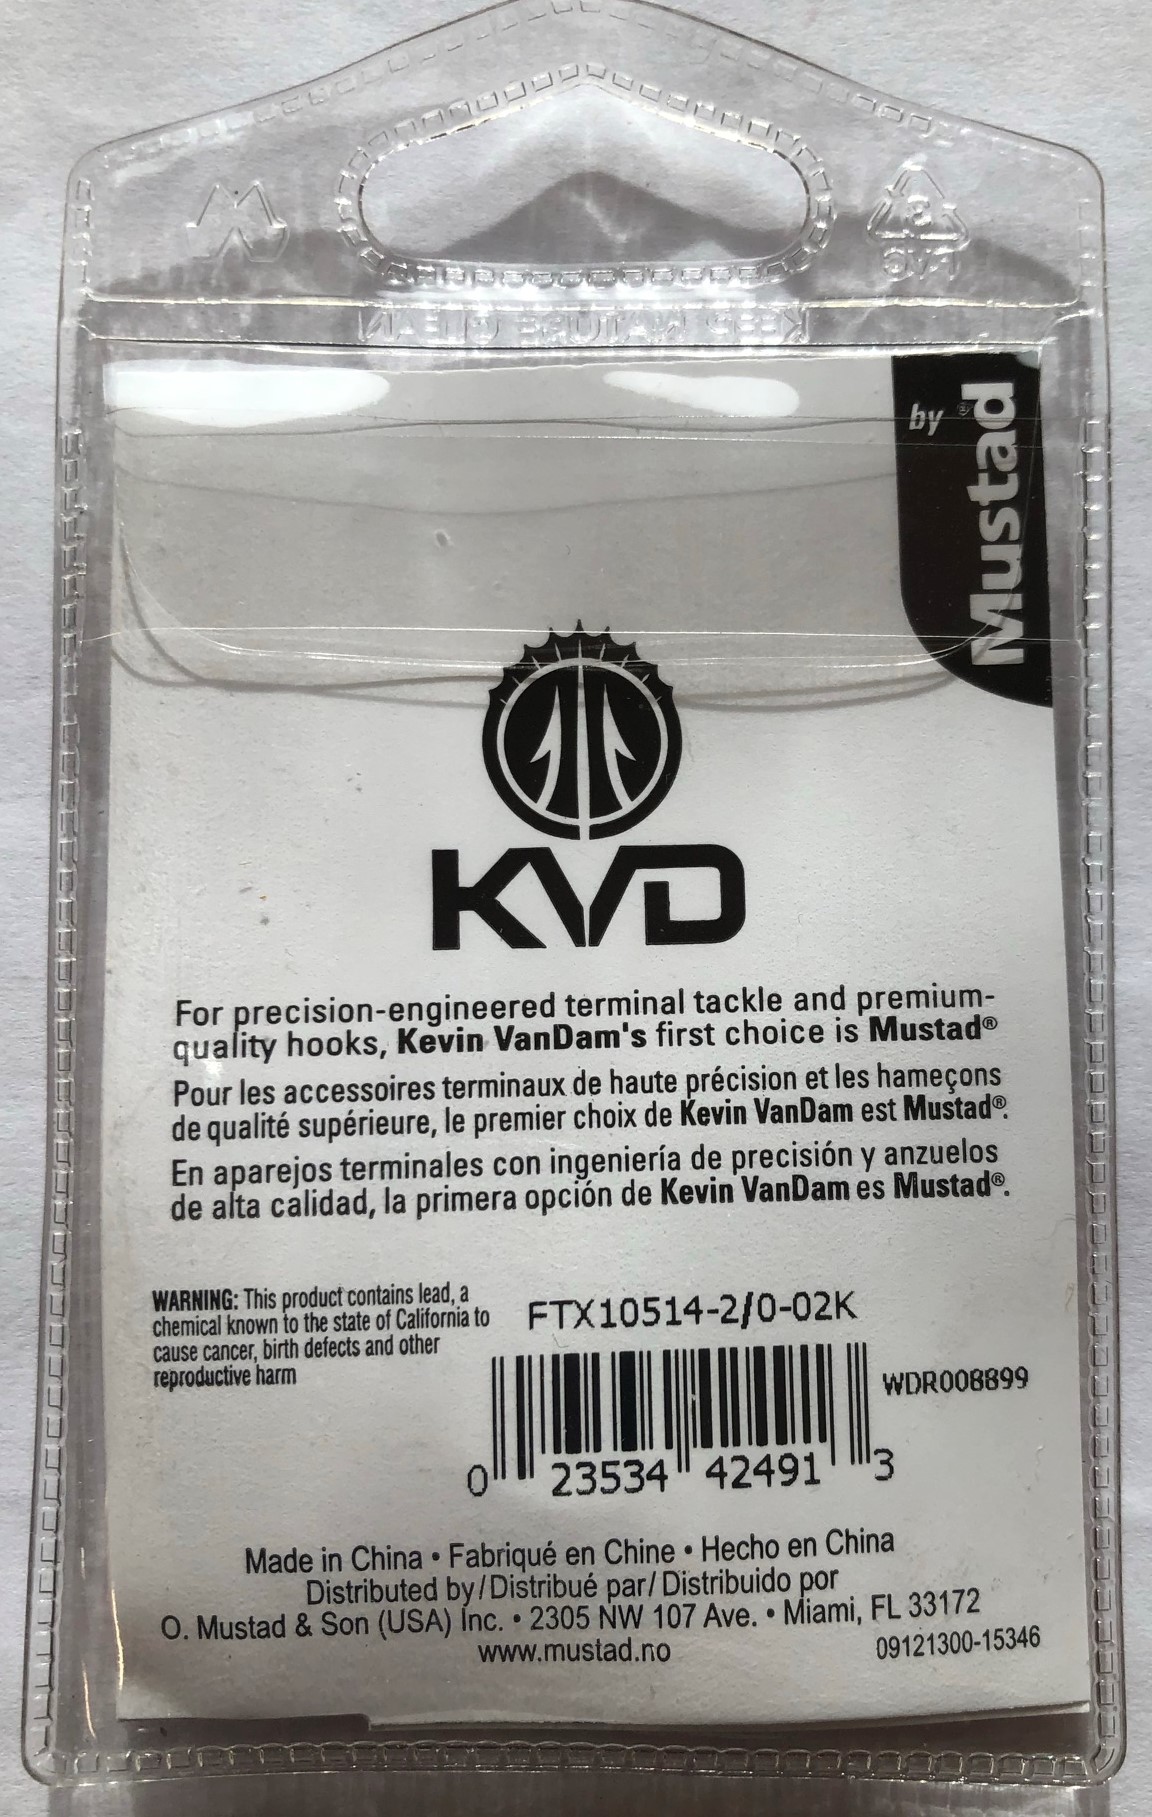 PVC
KEEP NATURE CLEAN
by
Mustad®
KVD
For precision-engineered terminal tackle and premium-
quality hooks, Kevin VanDam's first choice is Mustad®
Pour les accessoires terminaux de haute précision et les hameçons
de qualité supérieure, le premier choix de Kevin VanDam est Mustad®.
En aparejos terminales con ingeniería de precisión y anzuelos
de alta calidad, la primera opción de Kevin VanDam es Mustad®.
WARNING: This product contains lead, a
chemical known to the state of California to
cause cancer, birth defects and other
reproductive harm
FTX10514-2/0-02K
WDR008899
0 23534 42491 3
Made in China • Fabriqué en Chine • Hecho en China
Distributed by/Distribué par/Distribuido por
O. Mustad & Son (USA) Inc. • 2305 NW 107 Ave. • Miami, FL 33172
www.mustad.no
09121300-15346